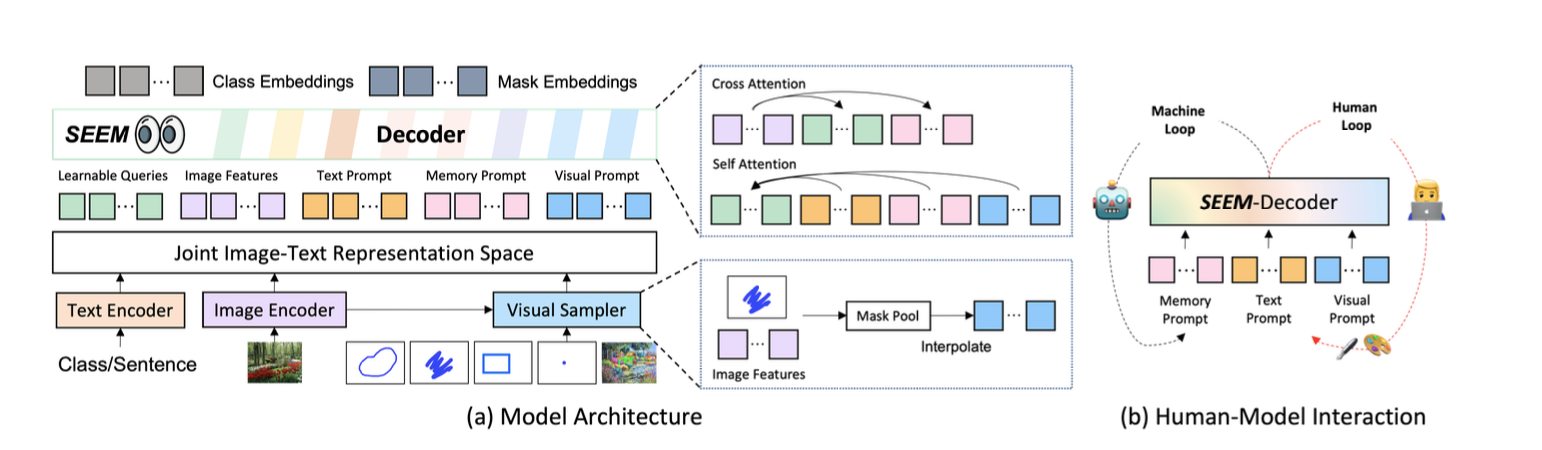 Class Embeddings
Mask Embeddings
SEEM
Decoder
Learnable Queries
Image Features
Text Prompt
Memory Prompt
Visual Prompt
Joint Image-Text Representation Space
Text Encoder
Image Encoder
Visual Sampler
Class/Sentence
Cross Attention
Self Attention
Mask Pool
Interpolate
Image Features
(a) Model Architecture
Machine
Loop
Human
Loop
SEEM-Decoder
Memory
Prompt
Text
Prompt
Visual
Prompt
(b) Human-Model Interaction